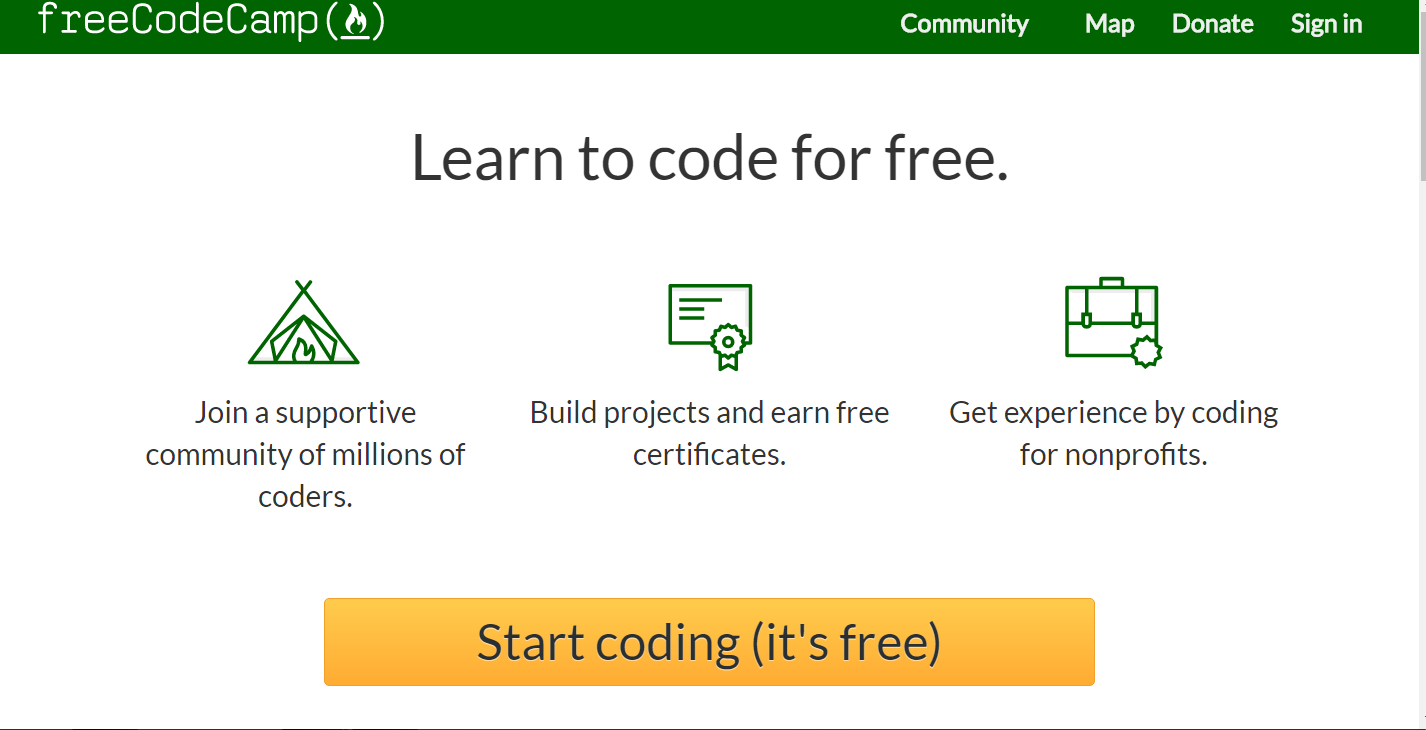 freeCodeCamp
Community Map Donate Sign in
Learn to code for free.
Join a supportive
community of millions of
coders.
Build projects and earn free
certificates.
Get experience by coding
for nonprofits.
Start coding (it's free)